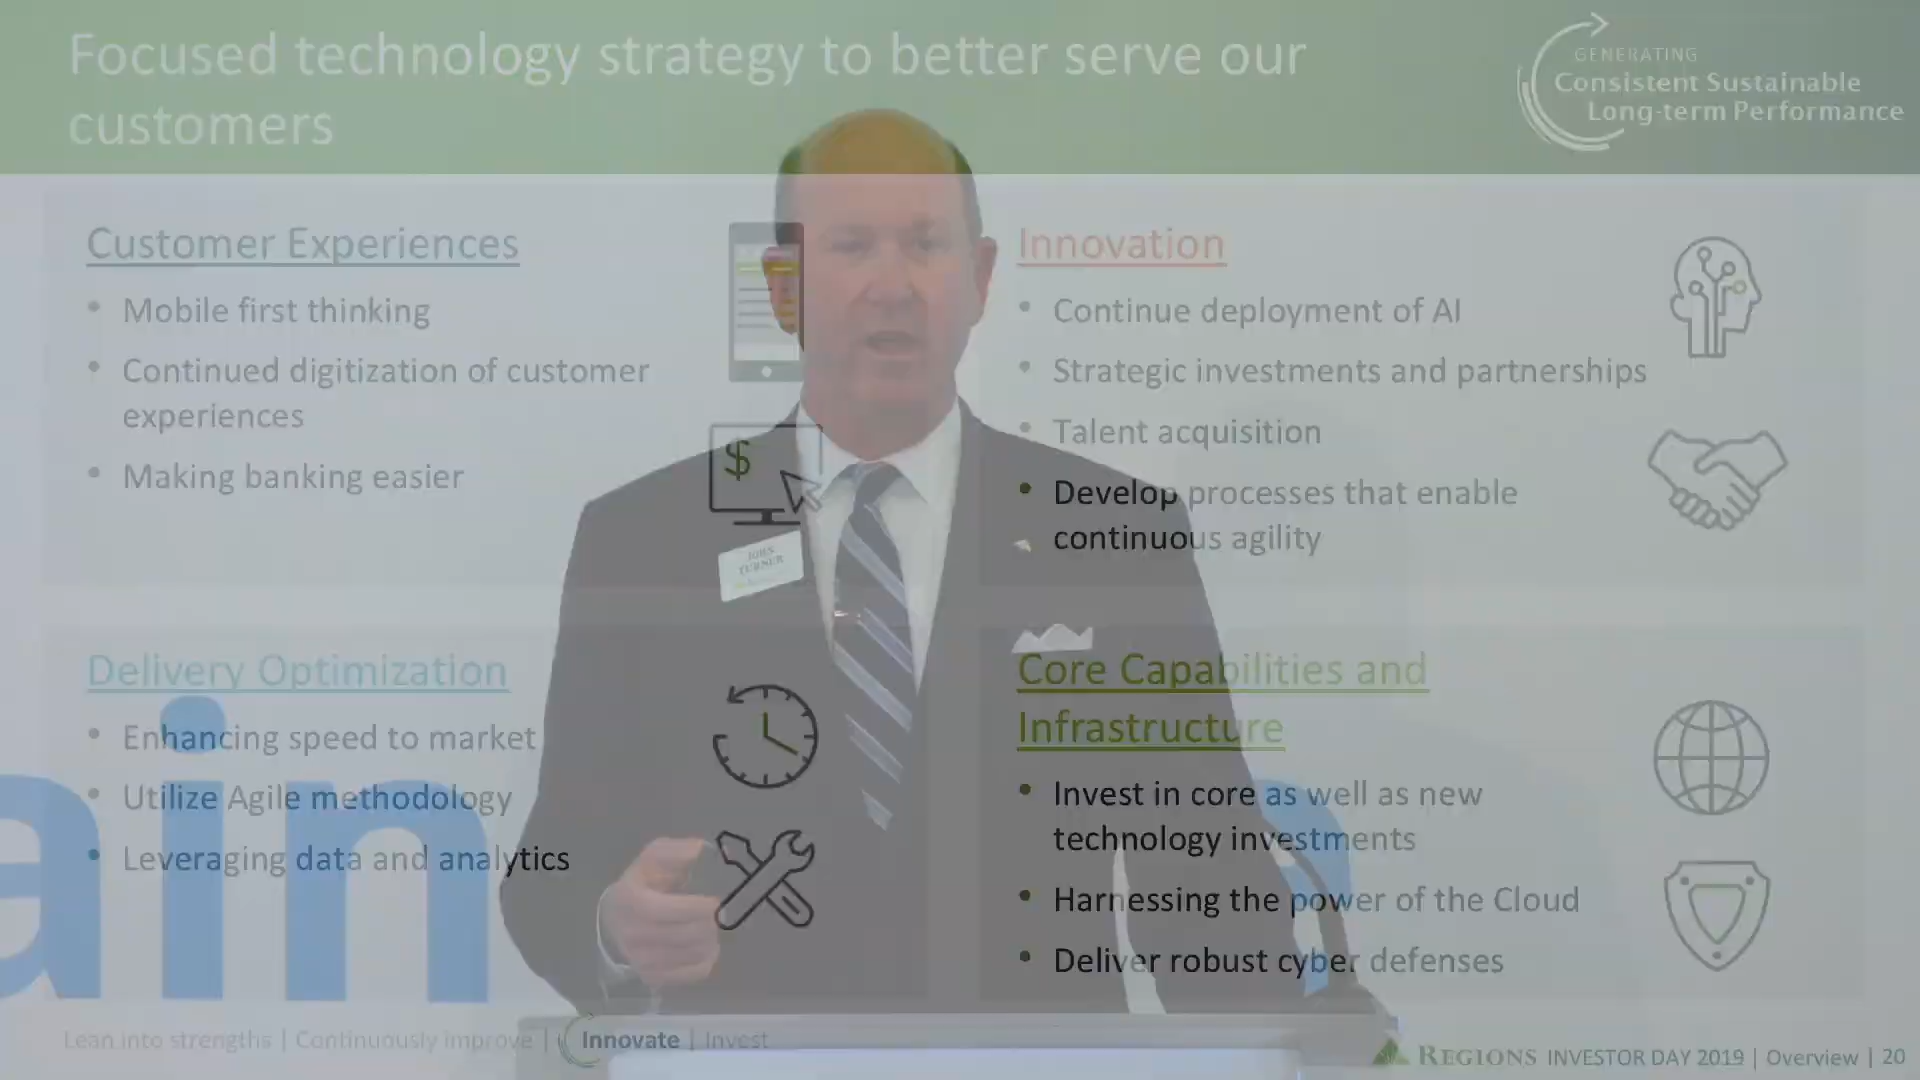 Focused technology strategy to better serve our
customers
GENERATING
Consistent Sustainable
Long-term Performance
Customer Experiences
• Mobile first thinking
• Continued digitization of customer
experiences
• Making banking easier
$
Innovation
• Continue deployment of AI
• Strategic investments and partnerships
• Talent acquisition
• Develop processes that enable
continuous agility
JOHN
TURNER
Delivery Optimization
• Enhancing speed to market
• Utilize Agile methodology
• Leveraging data and analytics
Core Capabilities and
Infrastructure
• Invest in core as well as new
technology investments
• Harnessing the power of the Cloud
• Deliver robust cyber defenses
ain
Lean into strengths | Continuously improve | Innovate | Invest
REGIONS INVESTOR DAY 2019 | Overview | 20